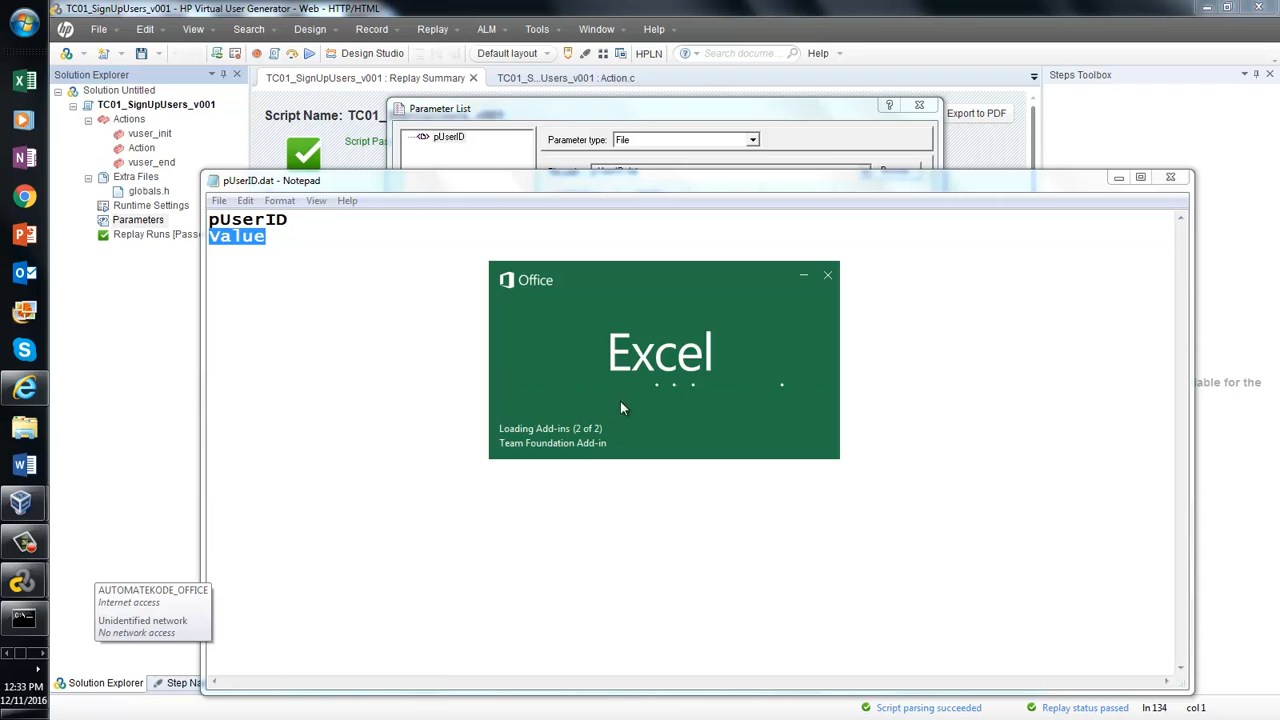 TC01_SignUpUsers_v001 - HP Virtual User Generator - Web - HTTP/HTML
File Edit View Search Design Record Replay ALM Tools Help
Design Studio Default layout HPLN Search docume... Help
Solution Explorer
Solution Untitled
TC01_SignUpUsers_v001
Actions
vuser_init
Action
vuser_end
Extra Files
globals.h
Runtime Settings
Parameters
Replay Runs [Passe
TC01_SignUpUsers_v001 : Replay Summary
TC01_S...Users_v001 : Action.c
Steps Toolbox
Script Name: TC0
Export to PDF
Script Pas
Parameter List
pUserID
Parameter type: File
pUserID.dat - Notepad
File Edit Format View Help
pUserID
Value
Office
Excel
Loading Add-ins (2 of 2)
Team Foundation Add-in
lable for the
AUTOMATEKODE_OFFICE
Internet access
Unidentified network
No network access
12:33 PM
12/11/2016
Solution Explorer
Step Na
Script parsing succeeded
Replay status passed
ln 134
col 1